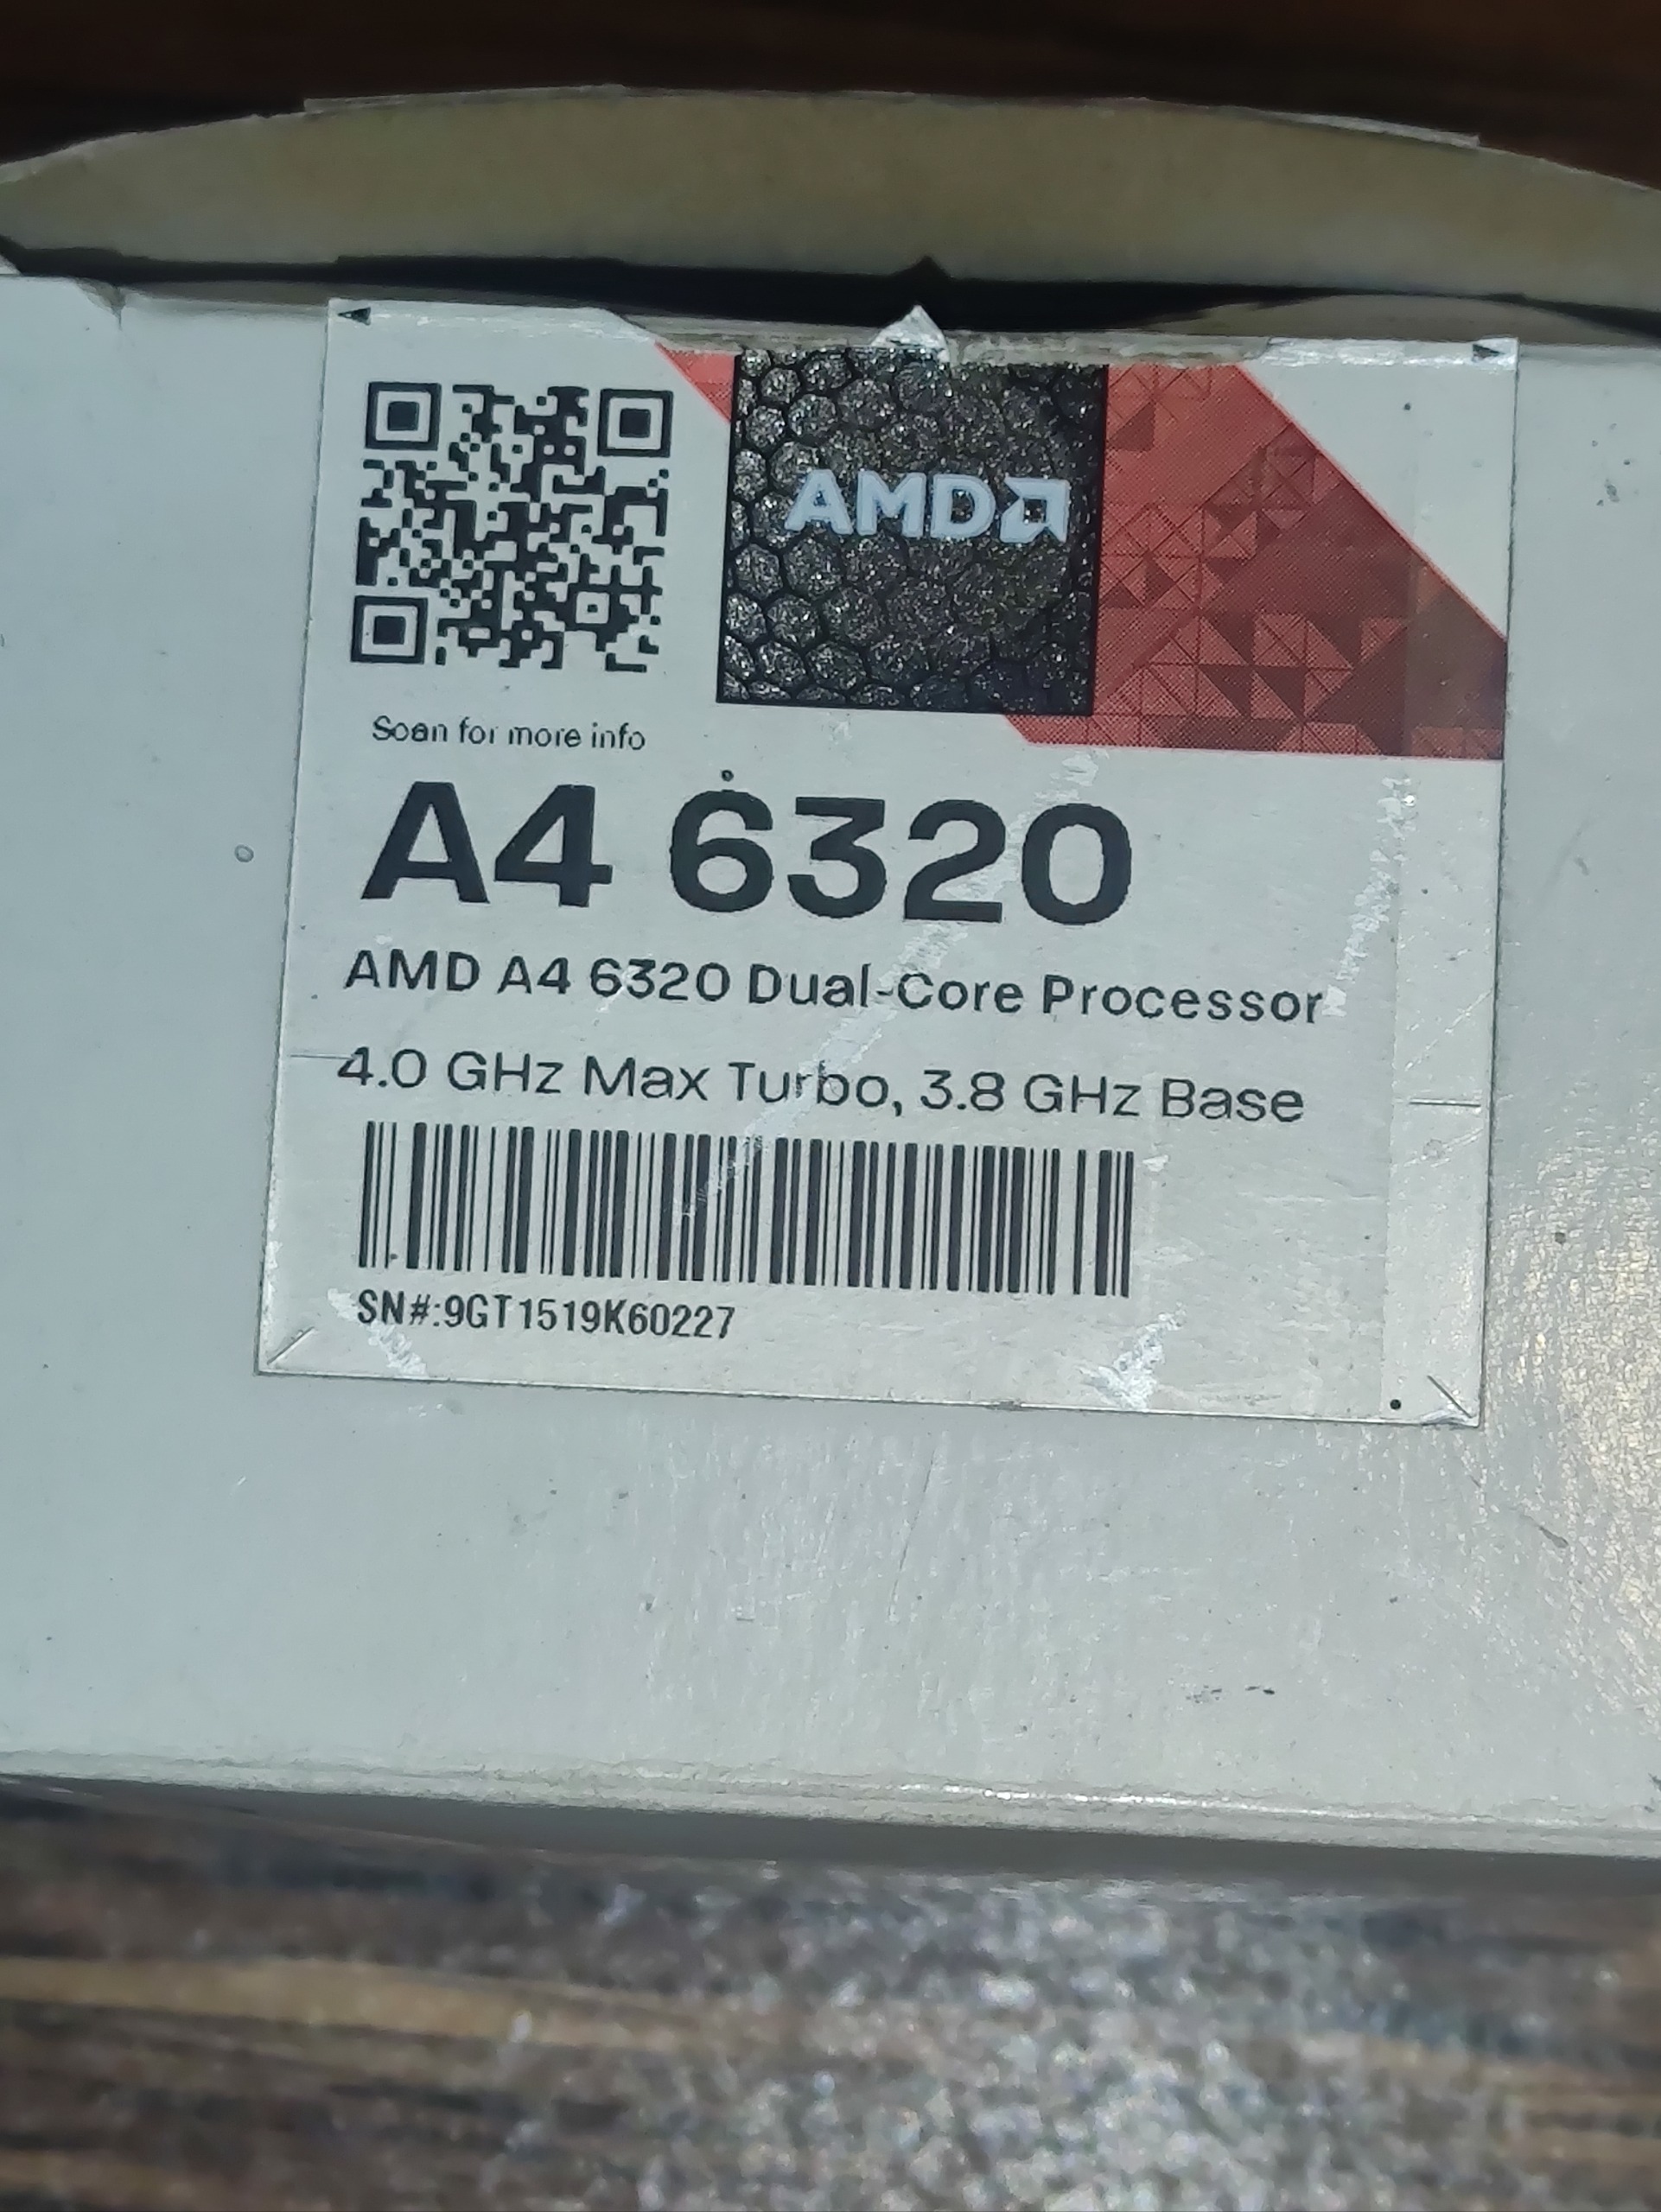 AMD
Scan for more info
A4 6320
AMD A4 6320 Dual-Core Processor
4.0 GHz Max Turbo, 3.8 GHz Base
SN#:9GT1519K60227